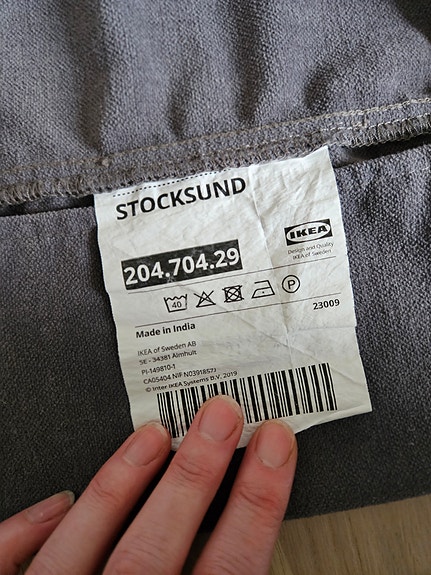 STOCKSUND
IKEA
Design and Quality
IKEA of Sweden
204.704.29
40
P
23009
Made in India
IKEA of Sweden AB
SE - 34381 Älmhult
PI-149810-1
CA05404 NIF N0391857J
© Inter IKEA Systems B.V. 2019